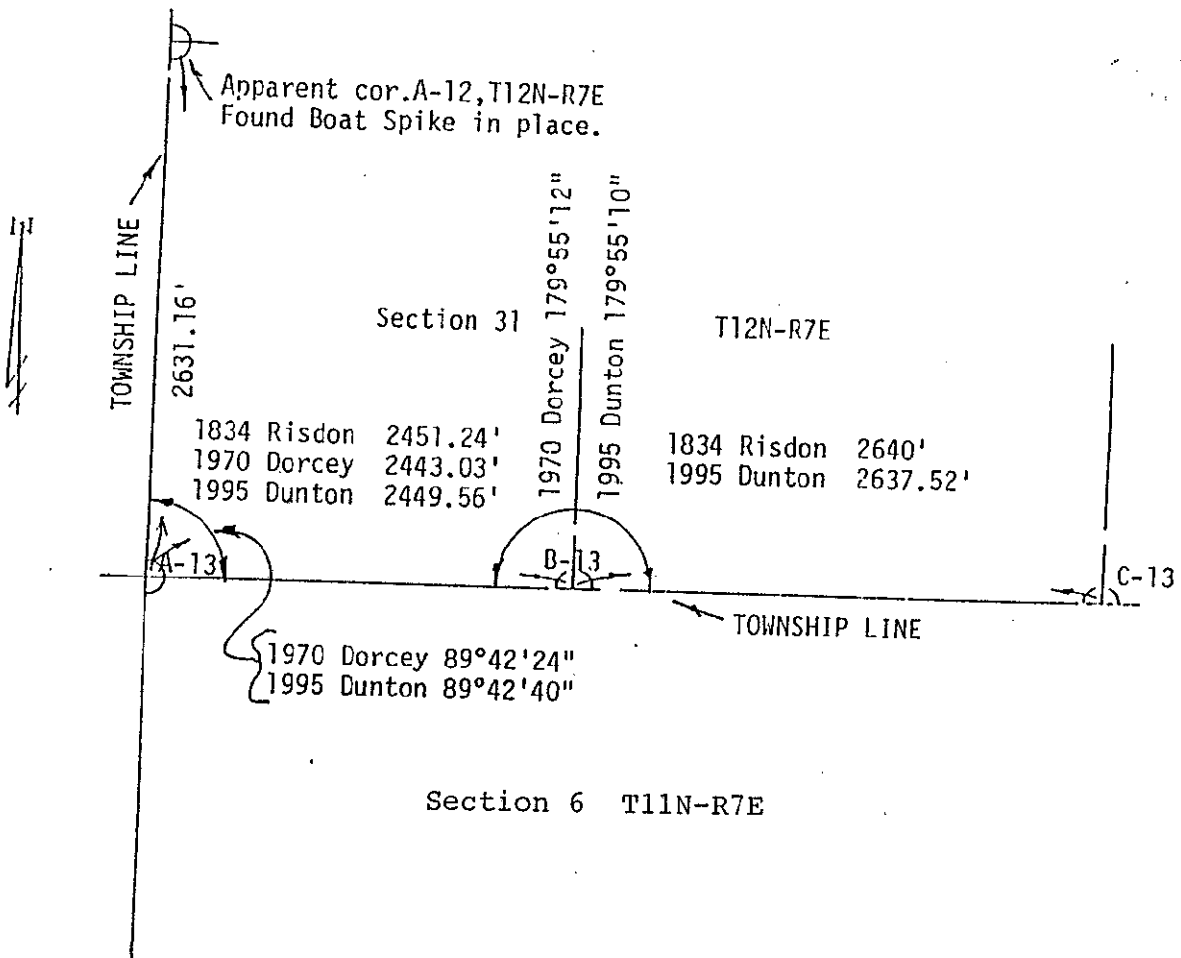 Apparent cor.A-12,T12N-R7E
Found Boat Spike in place.
N
TOWNSHIP LINE
2631.16'
Section 31
1970 Dorcey 179°55'12"
1995 Dunton 179°55'10"
T12N-R7E
1834 Risdon 2451.24'
1970 Dorcey 2443.03'
1995 Dunton 2449.56'
1834 Risdon 2640'
1995 Dunton 2637.52'
A-13
B-13
C-13
TOWNSHIP LINE
1970 Dorcey 89°42'24"
1995 Dunton 89°42'40"
Section 6 T11N-R7E